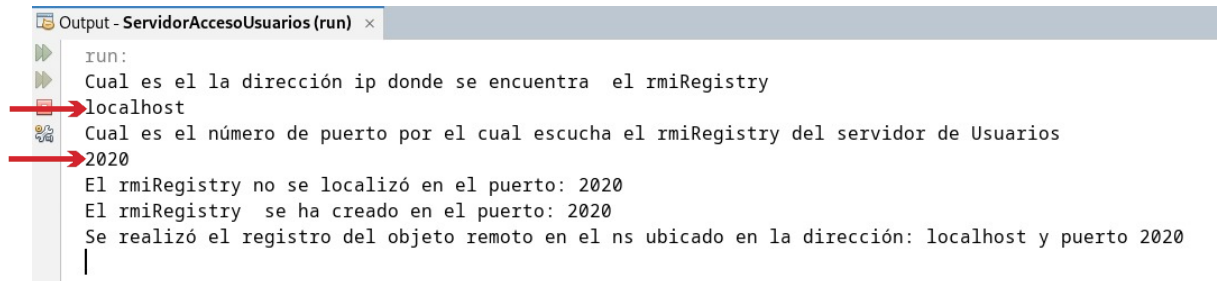 Output - ServidorAccesoUsuarios (run) ×
run:
Cual es el la dirección ip donde se encuentra  el rmiRegistry
localhost
Cual es el número de puerto por el cual escucha el rmiRegistry del servidor de Usuarios
2020
El rmiRegistry no se localizó en el puerto: 2020
El rmiRegistry  se ha creado en el puerto: 2020
Se realizó el registro del objeto remoto en el ns ubicado en la dirección: localhost y puerto 2020